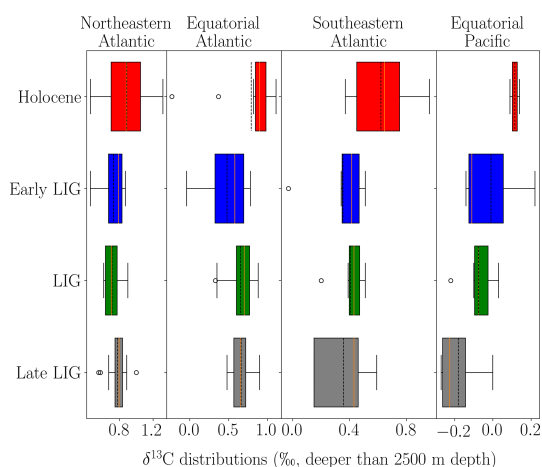 Northeastern Atlantic
Equatorial Atlantic
Southeastern Atlantic
Equatorial Pacific
Holocene
Early LIG
LIG
Late LIG
0.8 1.2 0.0 0.5 1.0 0.0 0.4 0.8 −0.2 0.0 0.2
δ¹³C distributions (‰, deeper than 2500 m depth)